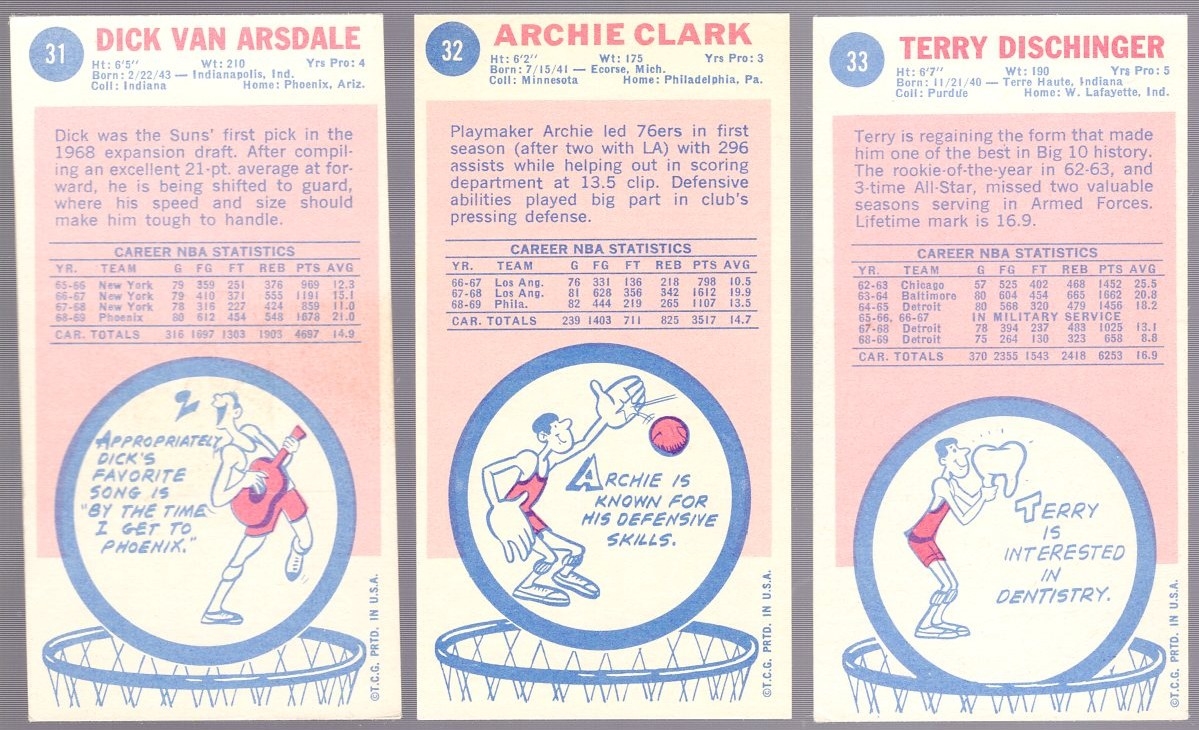 31
DICK VAN ARSDALE
Ht: 6'5" Wt: 210 Yrs Pro: 4
Born: 2/22/43 — Indianapolis, Ind.
Coll: Indiana Home: Phoenix, Ariz.
Dick was the Suns' first pick in the
1968 expansion draft. After compil-
ing an excellent 21-pt. average at for-
ward, he is being shifted to guard,
where his speed and size should
make him tough to handle.
CAREER NBA STATISTICS
YR. TEAM G FG FT REB PTS AVG
65-66 New York 79 359 251 376 969 12.3
66-67 New York 79 410 371 555 1191 15.1
67-68 New York 78 316 227 424 859 11.0
68-69 Phoenix 80 612 454 548 1678 21.0
CAR. TOTALS 316 1697 1303 1903 4697 14.9
APPROPRIATELY
DICK'S
FAVORITE
SONG IS
"BY THE TIME
I GET TO
PHOENIX."
©T.C.G. PRTD. IN U.S.A.
32
ARCHIE CLARK
Ht: 6'2" Wt: 175 Yrs Pro: 3
Born: 7/15/41 — Ecorse, Mich.
Coll: Minnesota Home: Philadelphia, Pa.
Playmaker Archie led 76ers in first
season (after two with LA) with 296
assists while helping out in scoring
department at 13.5 clip. Defensive
abilities played big part in club's
pressing defense.
CAREER NBA STATISTICS
YR. TEAM G FG FT REB PTS AVG
66-67 Los Ang. 76 331 136 218 798 10.5
67-68 Los Ang. 81 628 356 342 1612 19.9
68-69 Phila. 82 444 219 265 1107 13.5
CAR. TOTALS 239 1403 711 825 3517 14.7
ARCHIE IS
KNOWN FOR
HIS DEFENSIVE
SKILLS.
©T.C.G. PRTD. IN U.S.A.
33
TERRY DISCHINGER
Ht: 6'7" Wt: 190 Yrs Pro: 5
Born: 11/21/40 — Terre Haute, Indiana
Coll: Purdue Home: W. Lafayette, Ind.
Terry is regaining the form that made
him one of the best in Big 10 history.
The rookie-of-the-year in 62-63, and
3-time All-Star, missed two valuable
seasons serving in Armed Forces.
Lifetime mark is 16.9.
CAREER NBA STATISTICS
YR. TEAM G FG FT REB PTS AVG
62-63 Chicago 57 525 402 468 1452 25.5
63-64 Baltimore 80 604 454 665 1662 20.8
64-65 Detroit 80 568 320 479 1456 18.2
65-66, 66-67 IN MILITARY SERVICE
67-68 Detroit 78 394 237 483 1025 13.1
68-69 Detroit 75 264 130 323 658 8.8
CAR. TOTALS 370 2355 1543 2418 6253 16.9
TERRY
IS
INTERESTED
IN
DENTISTRY.
©T.C.G. PRTD. IN U.S.A.